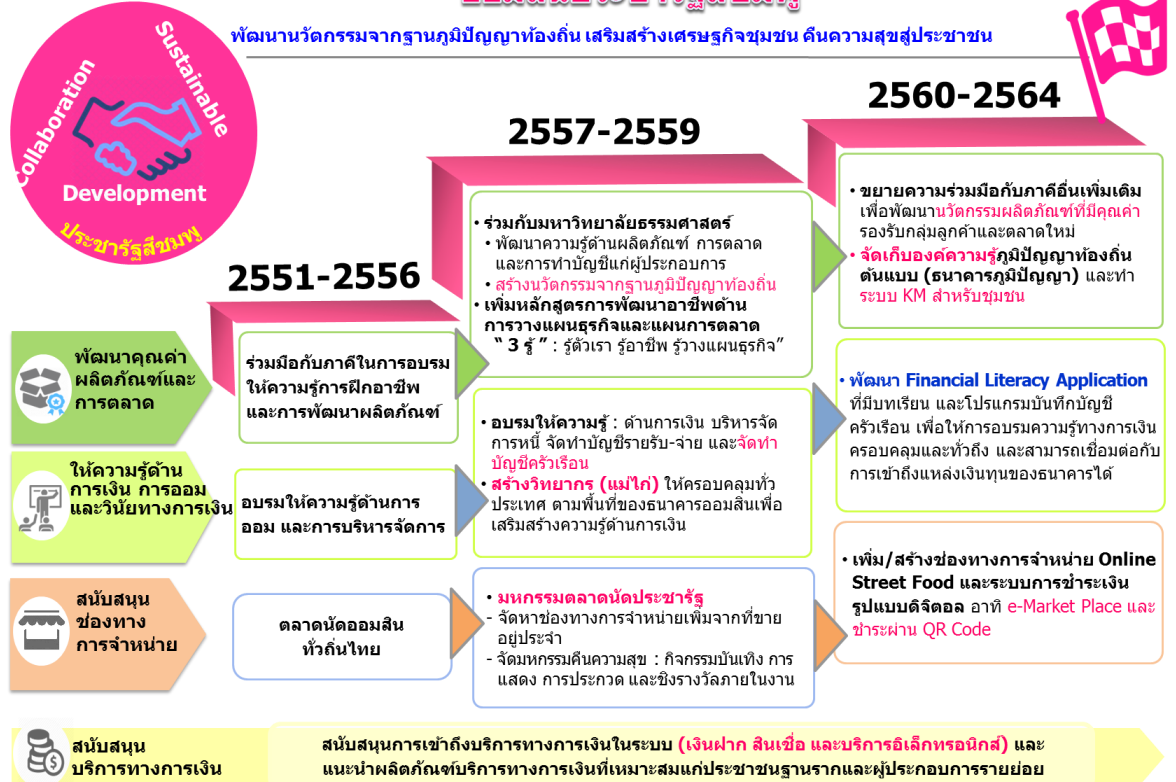 ออมสินประชารัฐสีชมพู
พัฒนานวัตกรรมจากฐานภูมิปัญญาท้องถิ่น เสริมสร้างเศรษฐกิจชุมชน คืนความสุขสู่ประชาชน
Collaboration
Sustainable
Development
ประชารัฐสีชมพู
2551-2556
2557-2559
2560-2564
พัฒนาคุณค่า
ผลิตภัณฑ์และ
การตลาด
ร่วมมือกับภาคีในการอบรม
ให้ความรู้การฝึกอาชีพ
และการพัฒนาผลิตภัณฑ์
• ร่วมกับมหาวิทยาลัยธรรมศาสตร์
• พัฒนาความรู้ด้านผลิตภัณฑ์ การตลาด
และการทำบัญชีแก่ผู้ประกอบการ
• สร้างนวัตกรรมจากฐานภูมิปัญญาท้องถิ่น
• เพิ่มหลักสูตรการพัฒนาอาชีพด้าน
การวางแผนธุรกิจและแผนการตลาด
“ 3 รู้ ” : รู้ตัวเรา รู้อาชีพ รู้วางแผนธุรกิจ”
• ขยายความร่วมมือกับภาคีอื่นเพิ่มเติม
เพื่อพัฒนานวัตกรรมผลิตภัณฑ์ที่มีคุณค่า
รองรับกลุ่มลูกค้าและตลาดใหม่
• จัดเก็บองค์ความรู้ภูมิปัญญาท้องถิ่น
ต้นแบบ (ธนาคารภูมิปัญญา) และทำ
ระบบ KM สำหรับชุมชน
ให้ความรู้ด้าน
การเงิน การออม
และวินัยทางการเงิน
อบรมให้ความรู้ด้านการ
ออม และการบริหารจัดการ
• อบรมให้ความรู้ : ด้านการเงิน บริหารจัด
การหนี้ จัดทำบัญชีรายรับ-จ่าย และจัดทำ
บัญชีครัวเรือน
• สร้างวิทยากร (แม่ไก่) ให้ครอบคลุมทั่ว
ประเทศ ตามพื้นที่ของธนาคารออมสินเพื่อ
เสริมสร้างความรู้ด้านการเงิน
• พัฒนา Financial Literacy Application
ที่มีบทเรียน และโปรแกรมบันทึกบัญชี
ครัวเรือน เพื่อให้การอบรมความรู้ทางการเงิน
ครอบคลุมและทั่วถึง และสามารถเชื่อมต่อกับ
การเข้าถึงแหล่งเงินทุนของธนาคารได้
สนับสนุน
ช่องทาง
การจำหน่าย
ตลาดนัดออมสิน
ทั่วถิ่นไทย
• มหกรรมตลาดนัดประชารัฐ
- จัดหาช่องทางการจำหน่ายเพิ่มจากที่ขาย
อยู่ประจำ
- จัดมหกรรมคืนความสุข : กิจกรรมบันเทิง การ
แสดง การประกวด และชิงรางวัลภายในงาน
• เพิ่ม/สร้างช่องทางการจำหน่าย Online
Street Food และระบบการชำระเงิน
รูปแบบดิจิตอล อาทิ e-Market Place และ
ชำระผ่าน QR Code
สนับสนุน
บริการทางการเงิน
สนับสนุนการเข้าถึงบริการทางการเงินในระบบ (เงินฝาก สินเชื่อ และบริการอิเล็กทรอนิกส์) และ
แนะนำผลิตภัณฑ์บริการทางการเงินที่เหมาะสมแก่ประชาชนฐานรากและผู้ประกอบการรายย่อย